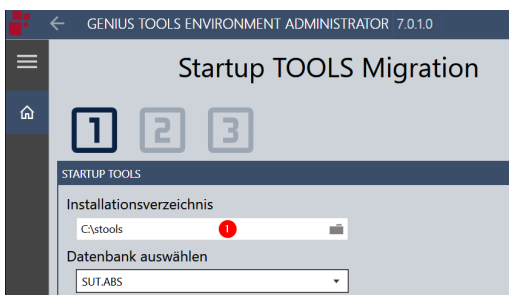 GENIUS TOOLS ENVIRONMENT ADMINISTRATOR 7.0.1.0
Startup TOOLS Migration
1 2 3
STARTUP TOOLS
Installationsverzeichnis
C:\stools 1
Datenbank auswählen
SUT.ABS